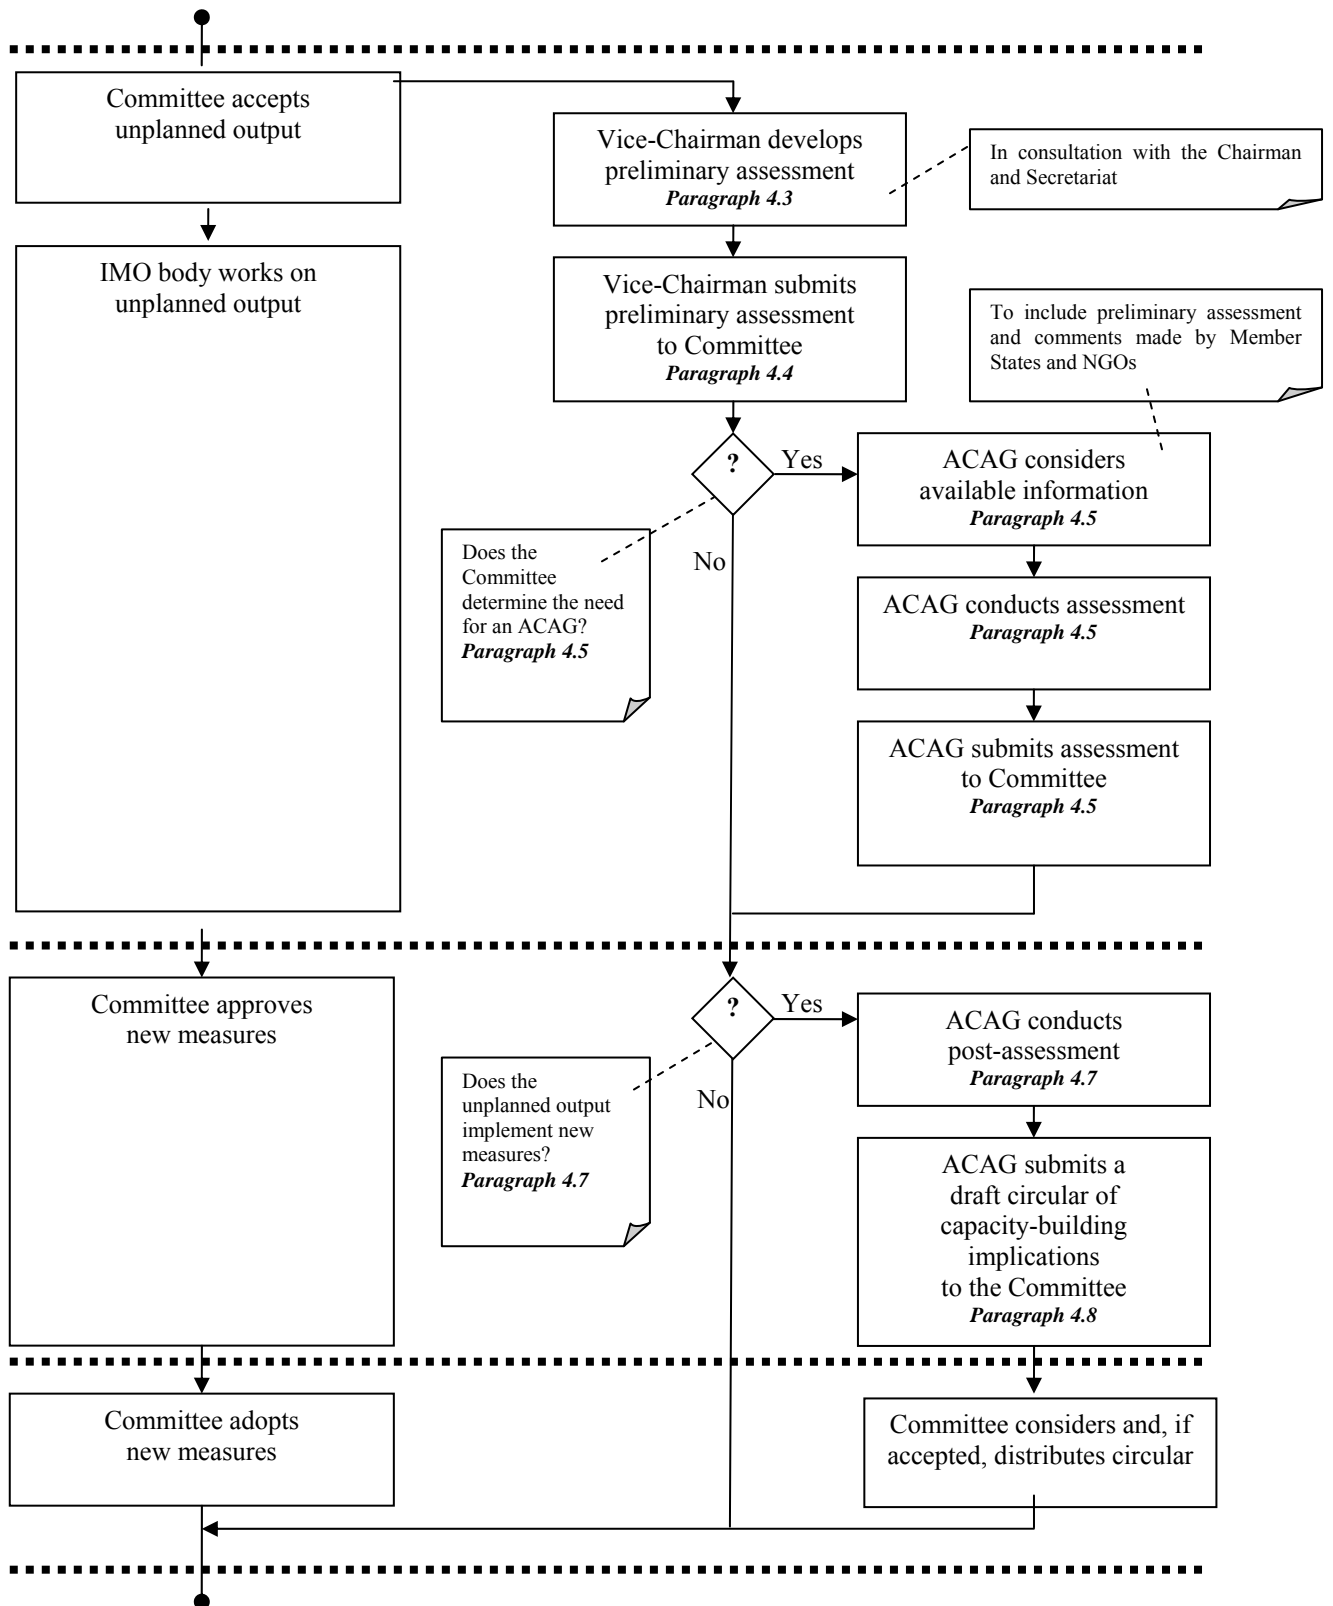 Committee accepts
unplanned output
Vice-Chairman develops
preliminary assessment
Paragraph 4.3
In consultation with the Chairman
and Secretariat
IMO body works on
unplanned output
Vice-Chairman submits
preliminary assessment
to Committee
Paragraph 4.4
To include preliminary assessment
and comments made by Member
States and NGOs
?
Yes
ACAG considers
available information
Paragraph 4.5
Does the
Committee
determine the need
for an ACAG?
Paragraph 4.5
No
ACAG conducts assessment
Paragraph 4.5
ACAG submits assessment
to Committee
Paragraph 4.5
Committee approves
new measures
?
Yes
ACAG conducts
post-assessment
Paragraph 4.7
Does the
unplanned output
implement new
measures?
Paragraph 4.7
No
ACAG submits a
draft circular of
capacity-building
implications
to the Committee
Paragraph 4.8
Committee adopts
new measures
Committee considers and, if
accepted, distributes circular